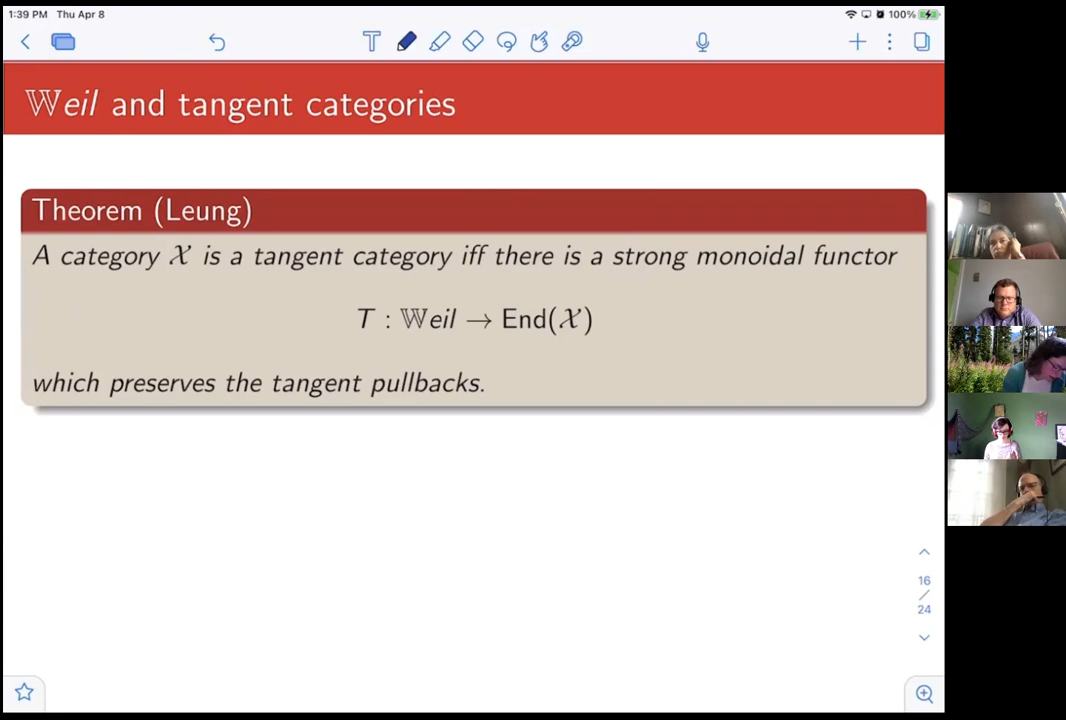 1:39 PM Thu Apr 8
100%
T
𝕎eil and tangent categories
Theorem (Leung)
A category 𝒳 is a tangent category iff there is a strong monoidal functor
T : 𝕎eil → End(𝒳)
which preserves the tangent pullbacks.
16
/
24